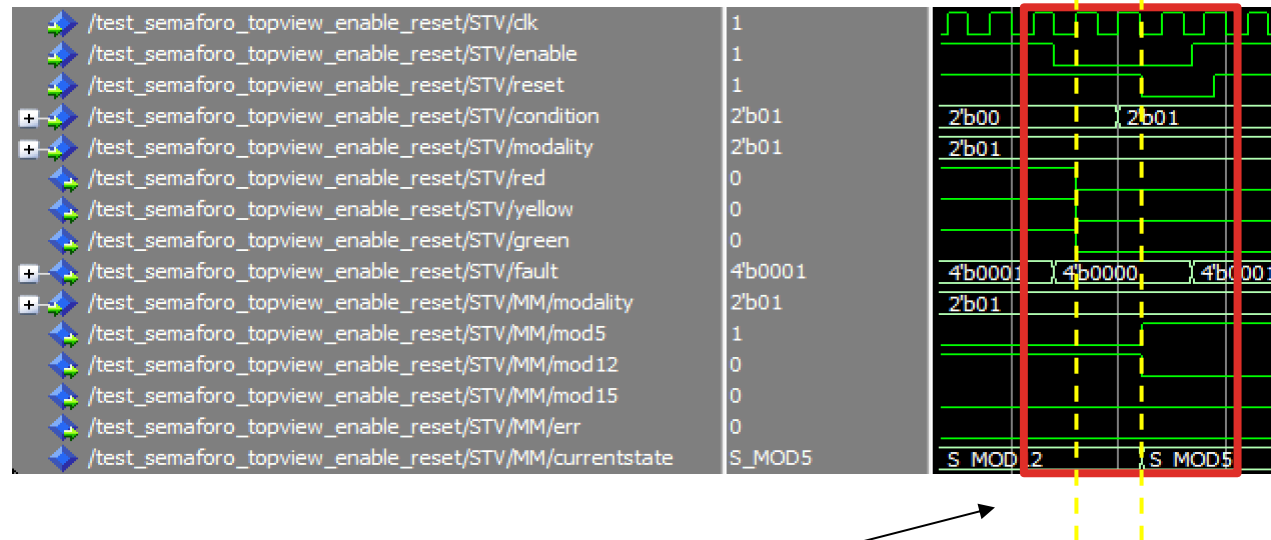 /test_semaforo_topview_enable_reset/STV/clk 1
/test_semaforo_topview_enable_reset/STV/enable 1
/test_semaforo_topview_enable_reset/STV/reset 1
/test_semaforo_topview_enable_reset/STV/condition 2'b01 2'b00 2'b01
/test_semaforo_topview_enable_reset/STV/modality 2'b01 2'b01
/test_semaforo_topview_enable_reset/STV/red 0
/test_semaforo_topview_enable_reset/STV/yellow 0
/test_semaforo_topview_enable_reset/STV/green 0
/test_semaforo_topview_enable_reset/STV/fault 4'b0001 4'b0001 4'b0000 4'b0001
/test_semaforo_topview_enable_reset/STV/MM/modality 2'b01 2'b01
/test_semaforo_topview_enable_reset/STV/MM/mod5 1
/test_semaforo_topview_enable_reset/STV/MM/mod12 0
/test_semaforo_topview_enable_reset/STV/MM/mod15 0
/test_semaforo_topview_enable_reset/STV/MM/err 0
/test_semaforo_topview_enable_reset/STV/MM/currentstate S_MOD5 S_MOD12 S_MOD5